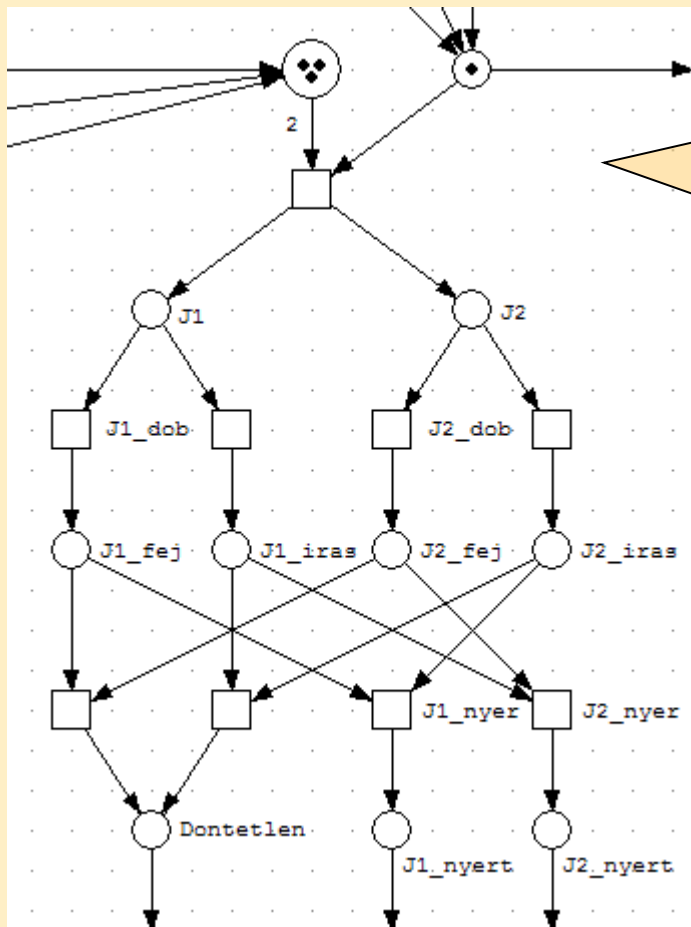 2
J1
J2
J1_dob
J2_dob
J1_fej
J1_iras
J2_fej
J2_iras
J1_nyer
J2_nyer
Dontetlen
J1_nyert
J2_nyert